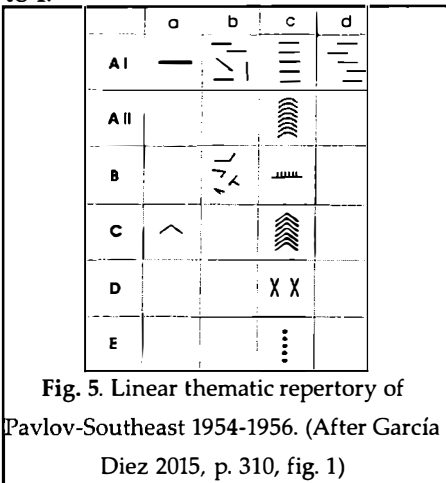 a b c d
A I
A II
B
C
D
E
Fig. 5. Linear thematic repertory of
Pavlov-Southeast 1954-1956. (After García
Diez 2015, p. 310, fig. 1)